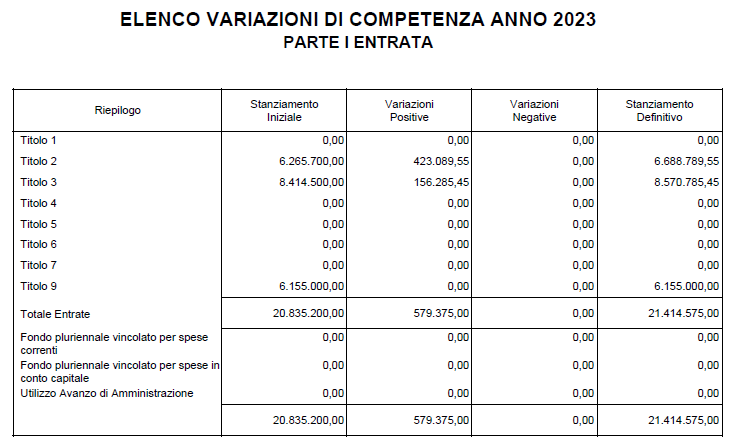 ELENCO VARIAZIONI DI COMPETENZA ANNO 2023
PARTE I ENTRATA
Riepilogo Stanziamento Iniziale Variazioni Positive Variazioni Negative Stanziamento Definitivo
Titolo 1 0,00 0,00 0,00 0,00
Titolo 2 6.265.700,00 423.089,55 0,00 6.688.789,55
Titolo 3 8.414.500,00 156.285,45 0,00 8.570.785,45
Titolo 4 0,00 0,00 0,00 0,00
Titolo 5 0,00 0,00 0,00 0,00
Titolo 6 0,00 0,00 0,00 0,00
Titolo 7 0,00 0,00 0,00 0,00
Titolo 9 6.155.000,00 0,00 0,00 6.155.000,00
Totale Entrate 20.835.200,00 579.375,00 0,00 21.414.575,00
Fondo pluriennale vincolato per spese correnti 0,00 0,00 0,00 0,00
Fondo pluriennale vincolato per spese in conto capitale 0,00 0,00 0,00 0,00
Utilizzo Avanzo di Amministrazione 0,00 0,00 0,00 0,00
20.835.200,00 579.375,00 0,00 21.414.575,00